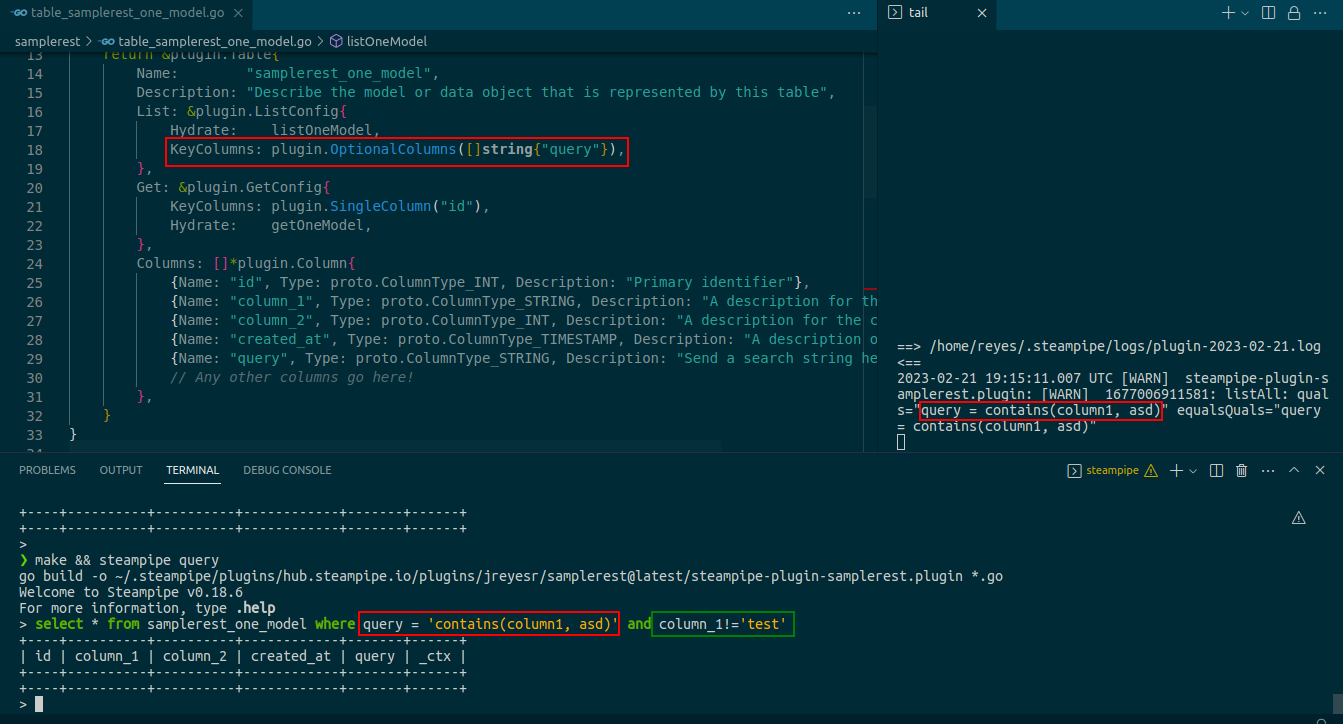 GO table_samplerest_one_model.go
tail
samplerest > GO table_samplerest_one_model.go > listOneModel
13 return &plugin.Table{
14 Name: "samplerest_one_model",
15 Description: "Describe the model or data object that is represented by this table",
16 List: &plugin.ListConfig{
17 Hydrate: listOneModel,
18 KeyColumns: plugin.OptionalColumns([]string{"query"}),
19 },
20 Get: &plugin.GetConfig{
21 KeyColumns: plugin.SingleColumn("id"),
22 Hydrate: getOneModel,
23 },
24 Columns: []*plugin.Column{
25 {Name: "id", Type: proto.ColumnType_INT, Description: "Primary identifier"},
26 {Name: "column_1", Type: proto.ColumnType_STRING, Description: "A description for th
27 {Name: "column_2", Type: proto.ColumnType_INT, Description: "A description for the c
28 {Name: "created_at", Type: proto.ColumnType_TIMESTAMP, Description: "A description o
29 {Name: "query", Type: proto.ColumnType_STRING, Description: "Send a search string he
30 // Any other columns go here!
31 },
32 }
33 }
34
==> /home/reyes/.steampipe/logs/plugin-2023-02-21.log
<==
2023-02-21 19:15:11.007 UTC [WARN]  steampipe-plugin-s
amplerest.plugin: [WARN]  1677006911581: listAll: qual
s="query = contains(column1, asd)" equalsQuals="query
= contains(column1, asd)"
PROBLEMS OUTPUT TERMINAL DEBUG CONSOLE
steampipe
+----+----------+----------+------------+-------+------+
+----+----------+----------+------------+-------+------+
>
❯ make && steampipe query
go build -o ~/.steampipe/plugins/hub.steampipe.io/plugins/jreyesr/samplerest@latest/steampipe-plugin-samplerest.plugin *.go
Welcome to Steampipe v0.18.6
For more information, type .help
> select * from samplerest_one_model where query = 'contains(column1, asd)' and column_1!='test'
+----+----------+----------+------------+-------+------+
| id | column_1 | column_2 | created_at | query | _ctx |
+----+----------+----------+------------+-------+------+
+----+----------+----------+------------+-------+------+
>